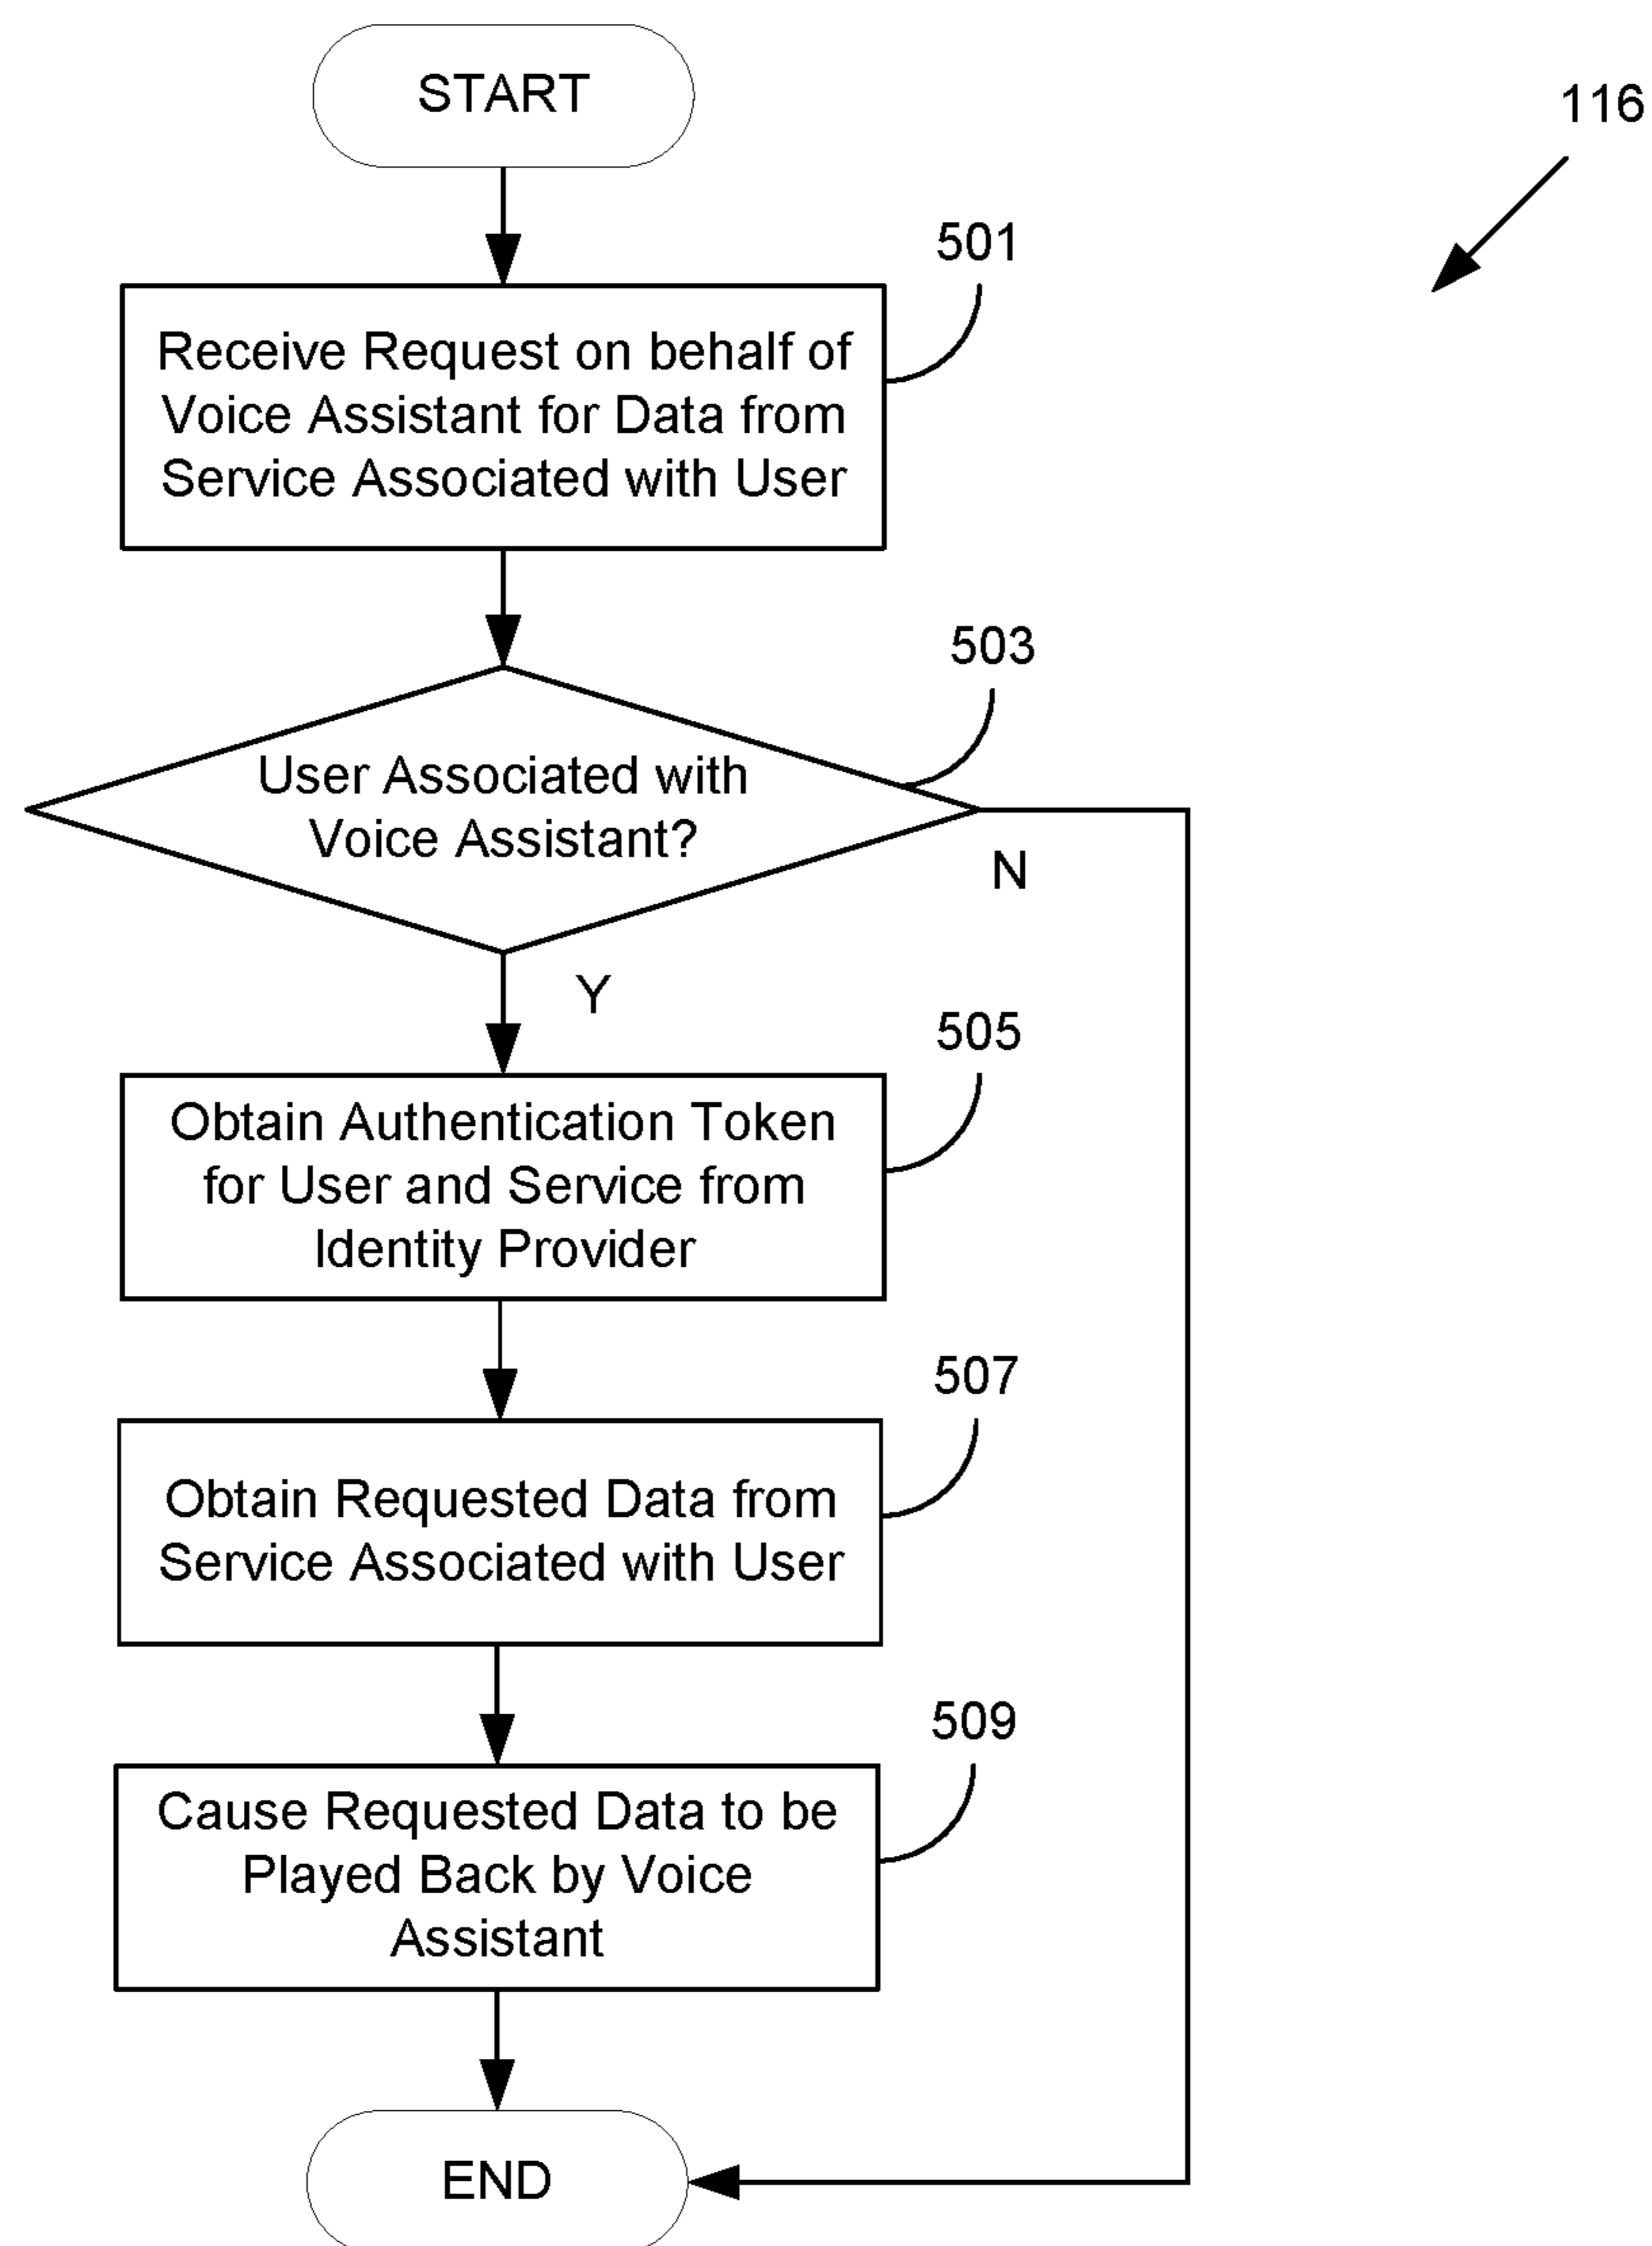 START
116
501
Receive Request on behalf of
Voice Assistant for Data from
Service Associated with User
503
User Associated with
Voice Assistant?
N
Y
505
Obtain Authentication Token
for User and Service from
Identity Provider
507
Obtain Requested Data from
Service Associated with User
509
Cause Requested Data to be
Played Back by Voice
Assistant
END